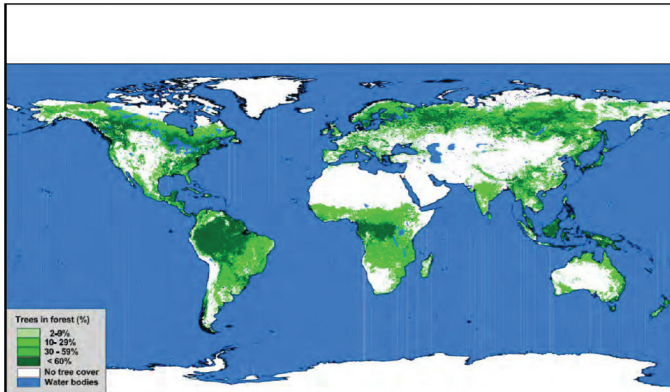 Trees in forest (%)
2-9%
10- 29%
30 - 59%
< 60%
No tree cover
Water bodies